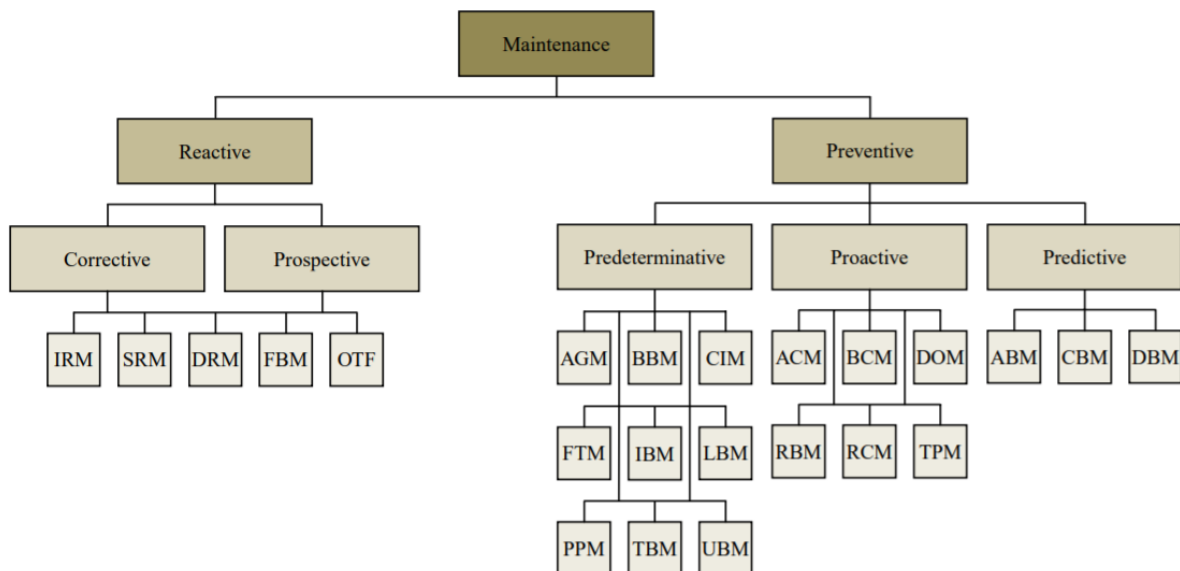 Maintenance
Reactive
Preventive
Corrective
Prospective
Predeterminative
Proactive
Predictive
IRM
SRM
DRM
FBM
OTF
AGM
BBM
CIM
ACM
BCM
DOM
ABM
CBM
DBM
FTM
IBM
LBM
RBM
RCM
TPM
PPM
TBM
UBM